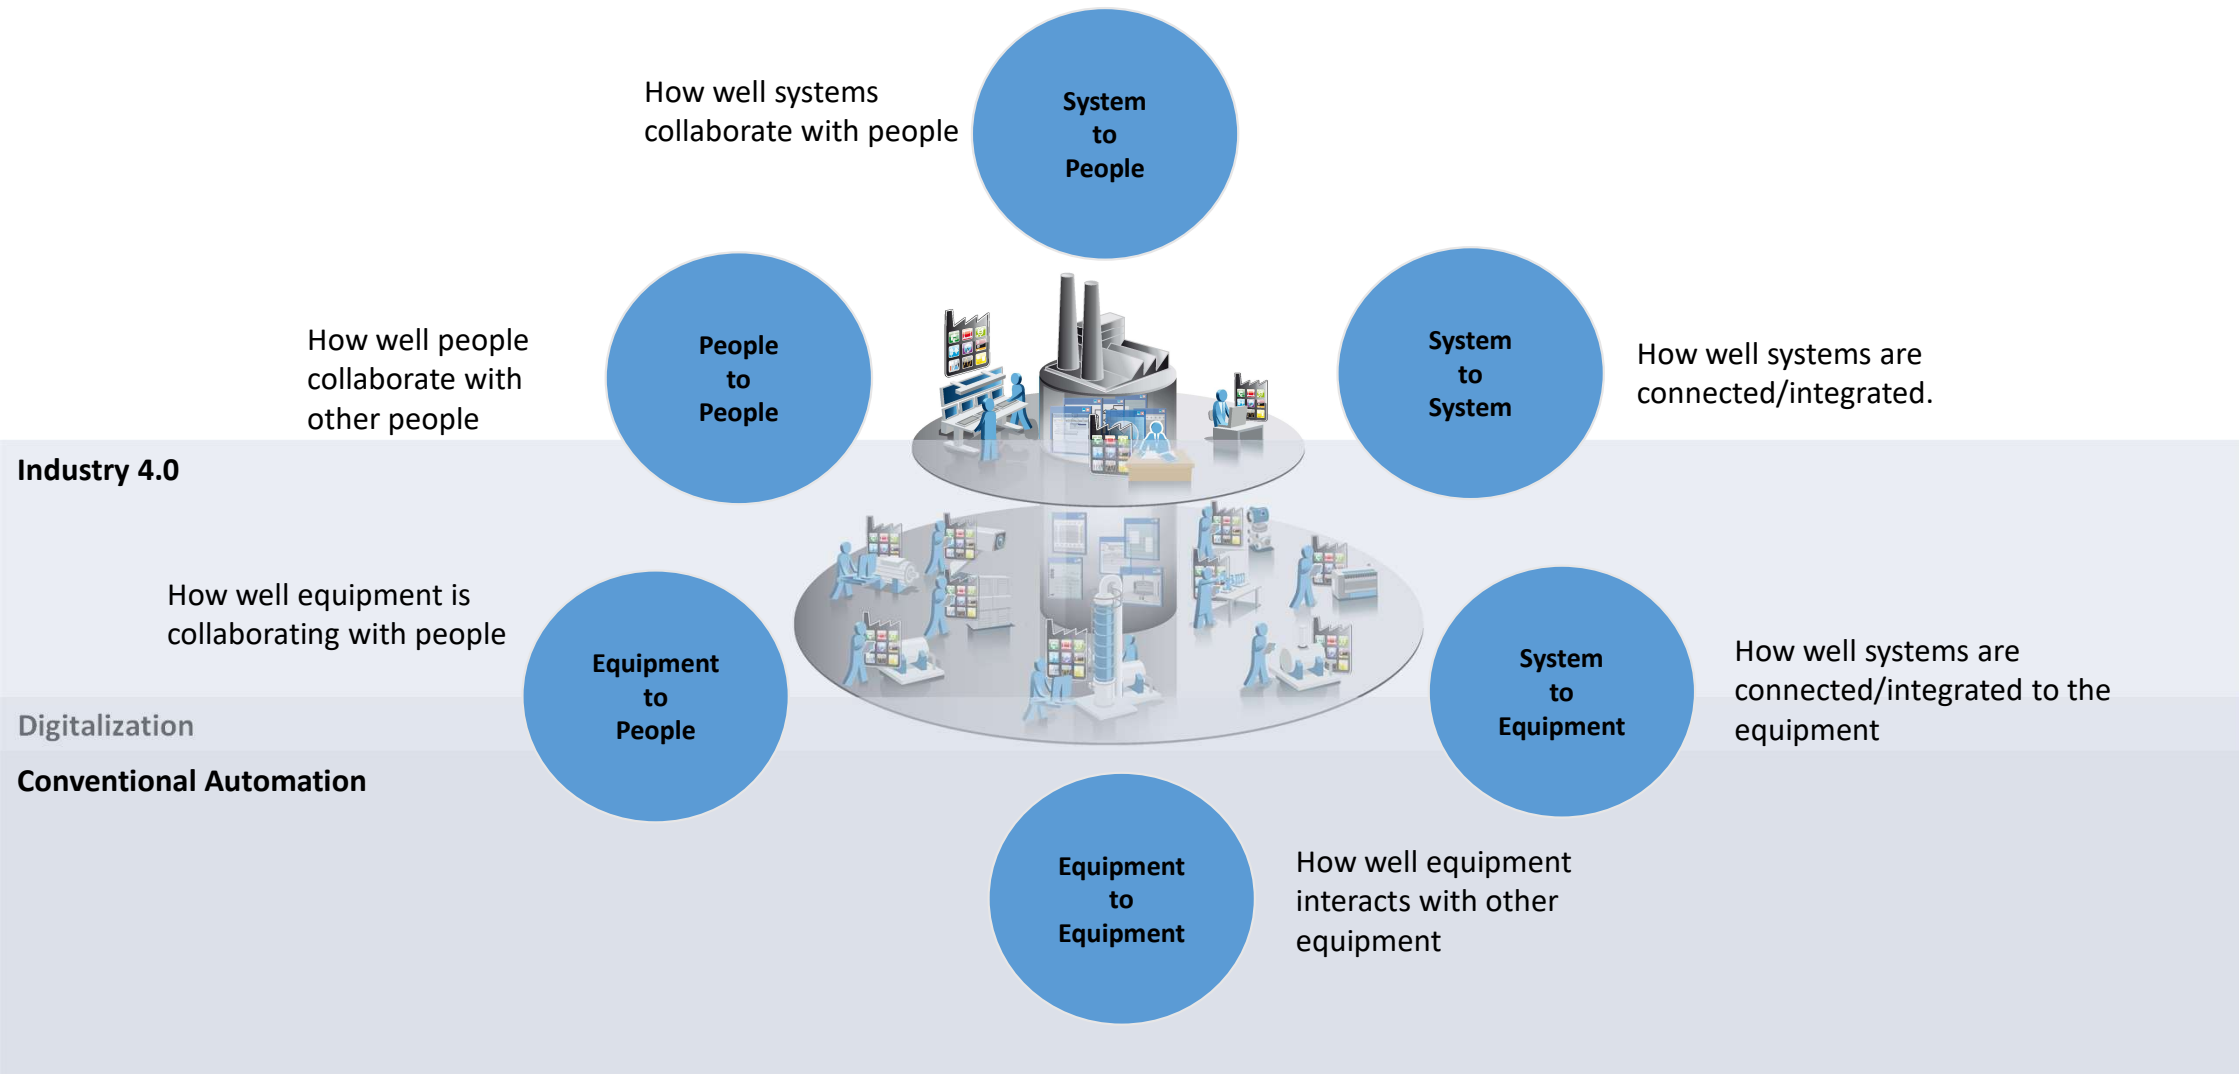 How well systems
collaborate with people
System
to
People
How well people
collaborate with
other people
People
to
People
System
to
System
How well systems are
connected/integrated.
Industry 4.0
How well equipment is
collaborating with people
Equipment
to
People
System
to
Equipment
How well systems are
connected/integrated to the
equipment
Digitalization
Conventional Automation
Equipment
to
Equipment
How well equipment
interacts with other
equipment